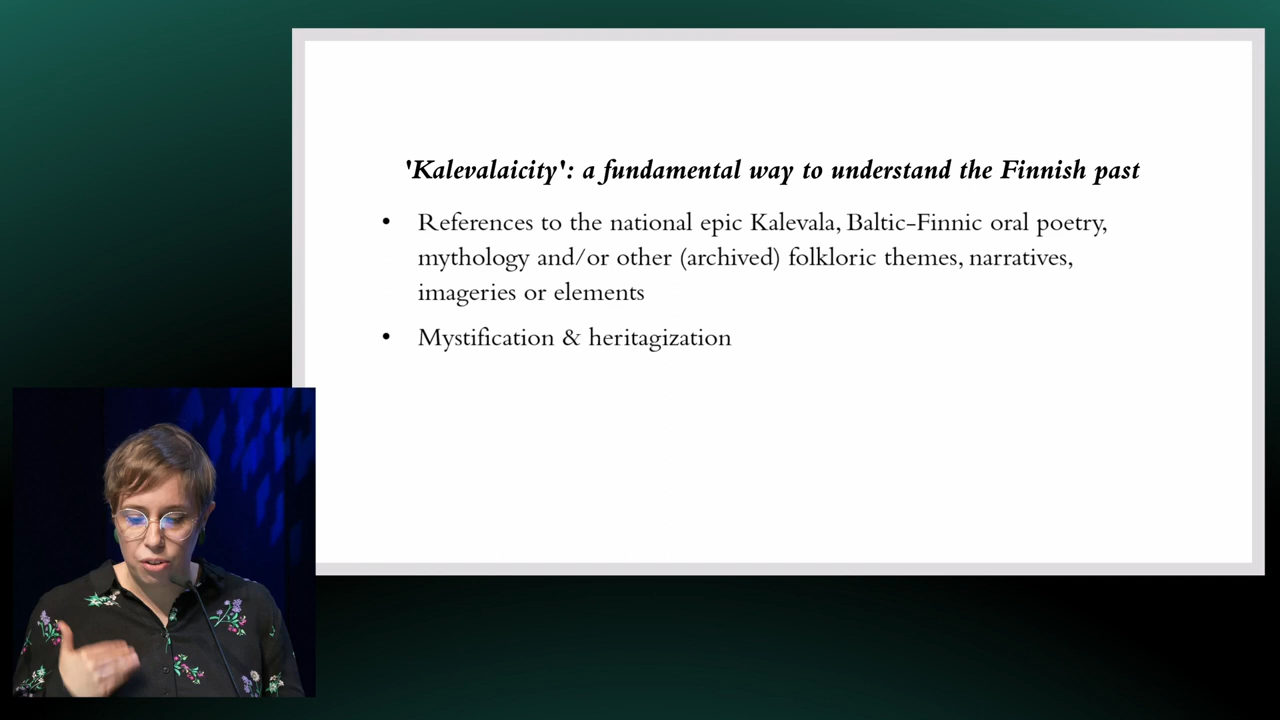 'Kalevalaicity': a fundamental way to understand the Finnish past
• References to the national epic Kalevala, Baltic-Finnic oral poetry,
mythology and/or other (archived) folkloric themes, narratives,
imageries or elements
• Mystification & heritagization